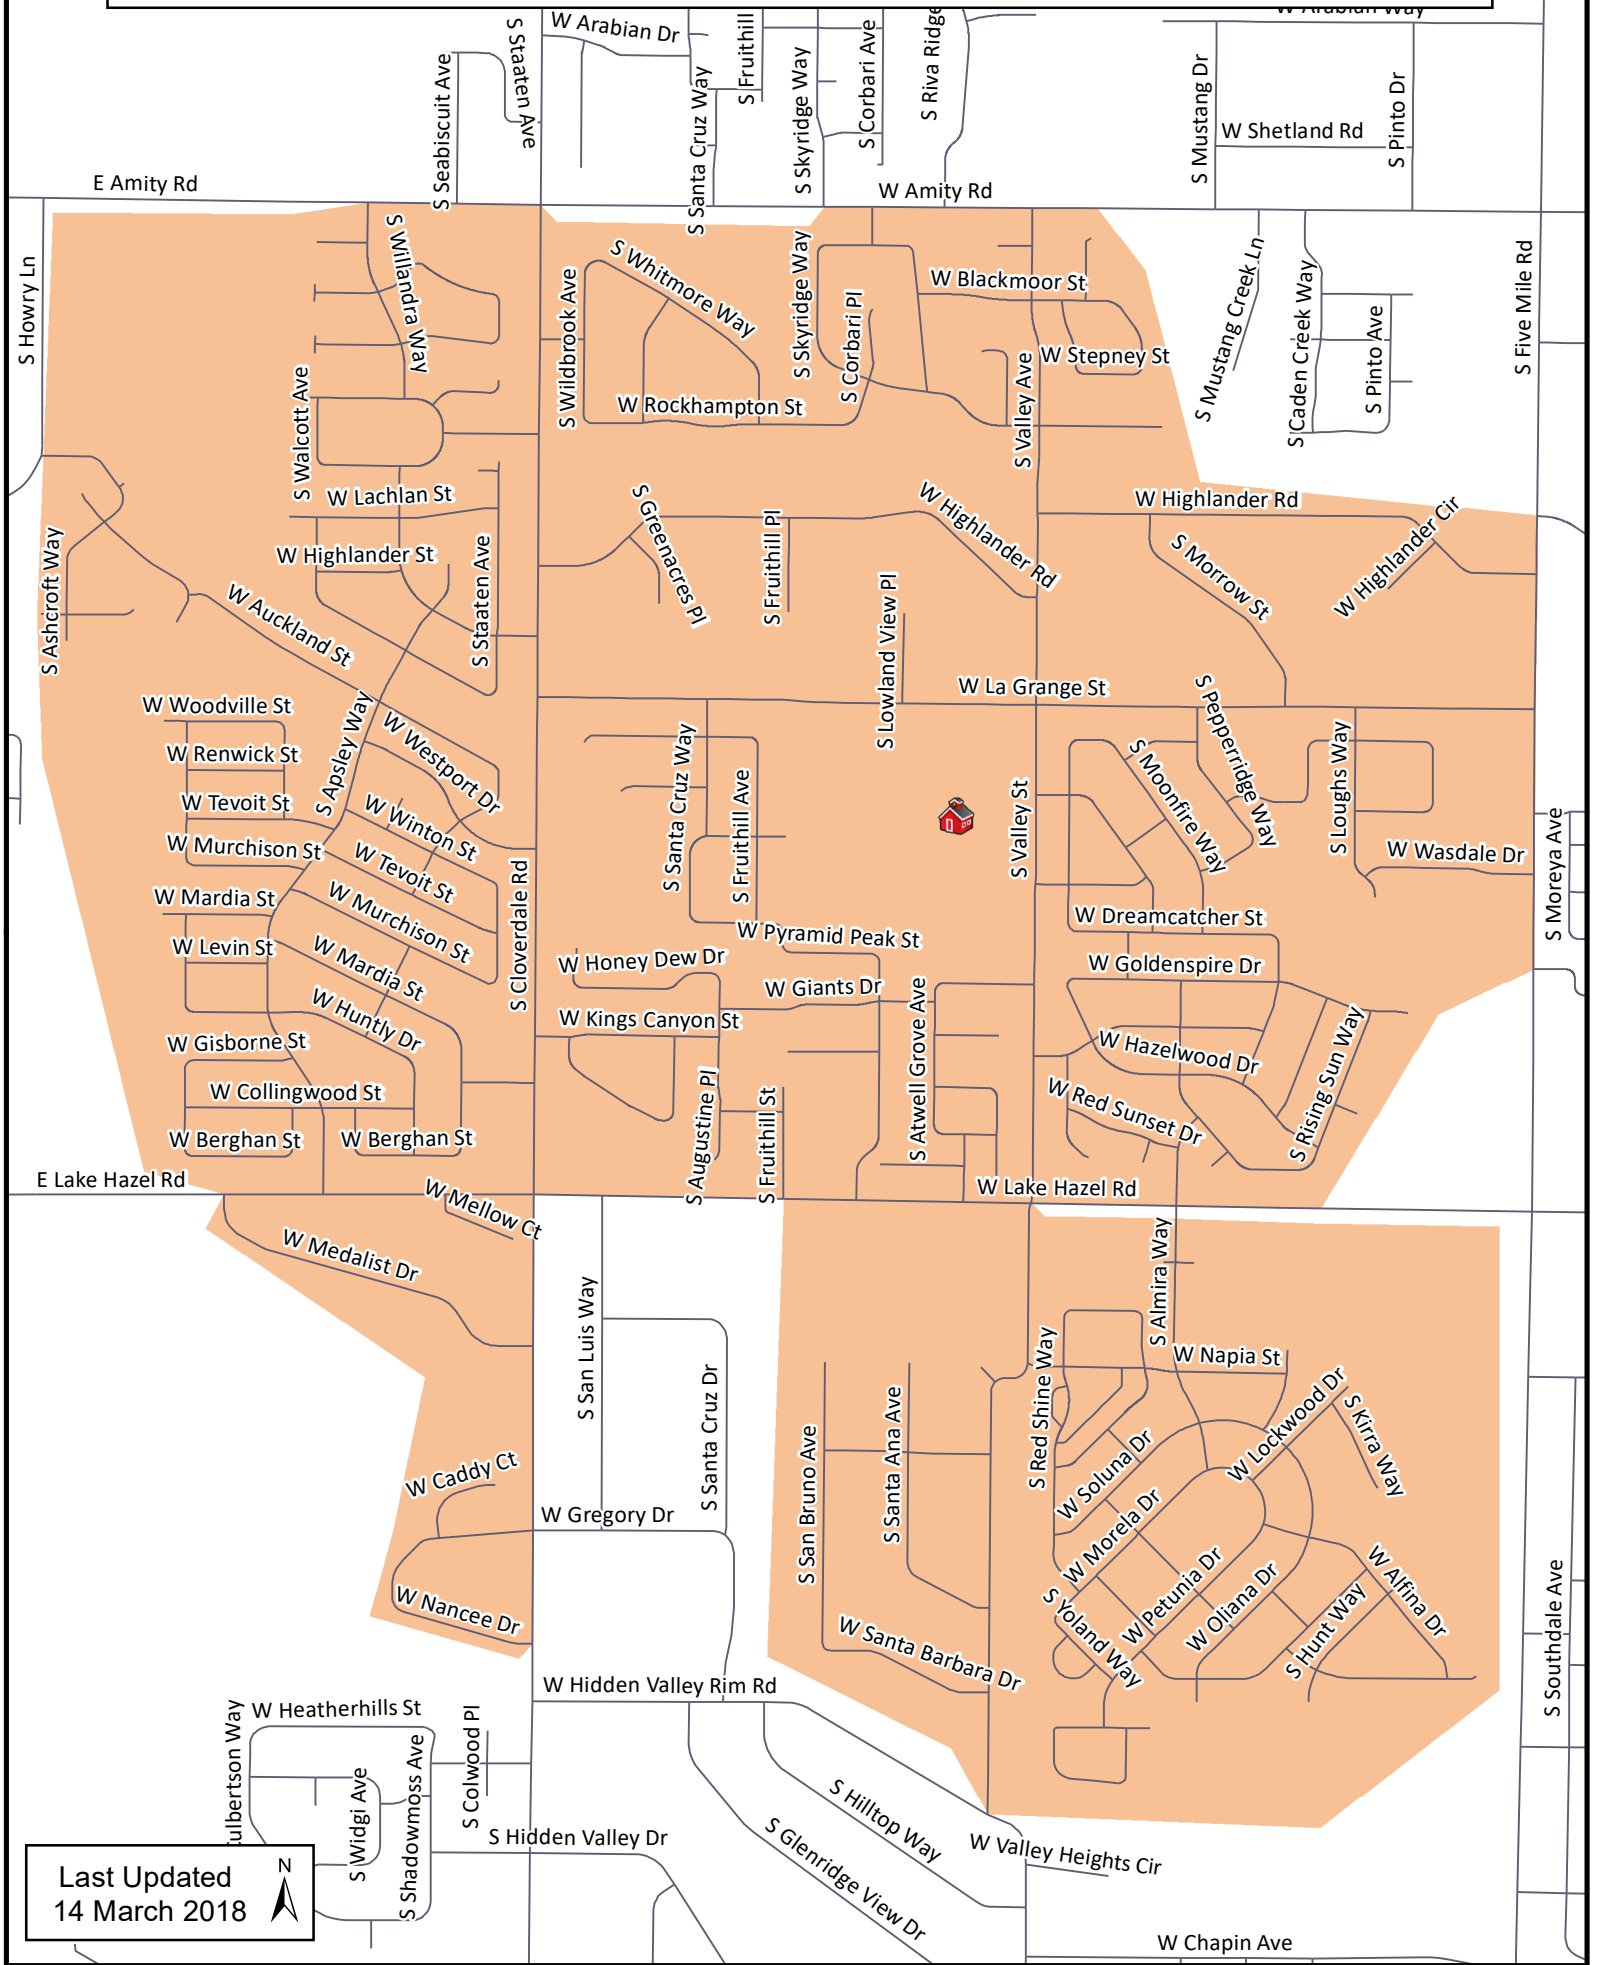 W Arabian Way
W Arabian Dr
S Staaten Ave
S Seabiscuit Ave
S Santa Cruz Way
S Fruithill
S Skyridge Way
S Corbari Ave
S Riva Ridge
S Mustang Dr
W Shetland Rd
S Pinto Dr
E Amity Rd
W Amity Rd
S Howry Ln
S Willandra Way
S Wildbrook Ave
S Whitmore Way
S Skyridge Way
S Corbari Pl
W Blackmoor St
W Stepney St
S Valley Ave
S Mustang Creek Ln
S Caden Creek Way
S Pinto Ave
S Five Mile Rd
S Walcott Ave
W Rockhampton St
W Lachlan St
W Highlander St
S Staaten Ave
S Ashcroft Way
W Auckland St
S Greenacres Pl
S Fruithill Pl
W Highlander Rd
W Highlander Rd
W Highlander Cir
S Morrow St
S Lowland View Pl
W La Grange St
W Woodville St
W Renwick St
W Tevoit St
W Murchison St
W Mardia St
W Levin St
S Apsley Way
W Westport Dr
W Winton St
W Tevoit St
W Murchison St
W Mardia St
W Huntly Dr
S Cloverdale Rd
S Santa Cruz Way
S Fruithill Ave
S Valley St
S Moonfire Way
S Pepperridge Way
S Loughs Way
W Wasdale Dr
S Moreya Ave
W Dreamcatcher St
W Pyramid Peak St
W Honey Dew Dr
W Giants Dr
W Goldenspire Dr
W Kings Canyon St
S Atwell Grove Ave
W Hazelwood Dr
W Red Sunset Dr
S Rising Sun Way
W Gisborne St
W Collingwood St
W Berghan St
W Berghan St
S Augustine Pl
S Fruithill St
E Lake Hazel Rd
W Lake Hazel Rd
W Mellow Ct
W Medalist Dr
S San Luis Way
S Santa Cruz Dr
S Almira Way
W Napia St
S Red Shine Way
W Lockwood Dr
S Kirra Way
W Soluna Dr
W Morela Dr
W Petunia Dr
W Oliana Dr
S Hunt Way
W Alfina Dr
S Yoland Way
S San Bruno Ave
S Santa Ana Ave
W Santa Barbara Dr
W Caddy Ct
W Gregory Dr
W Nancee Dr
W Hidden Valley Rim Rd
S Southdale Ave
W Heatherhills St
ulbertson Way
S Widgi Ave
S Shadowmoss Ave
S Colwood Pl
S Hidden Valley Dr
S Hilltop Way
S Glenridge View Dr
W Valley Heights Cir
W Chapin Ave
Last Updated
14 March 2018
N